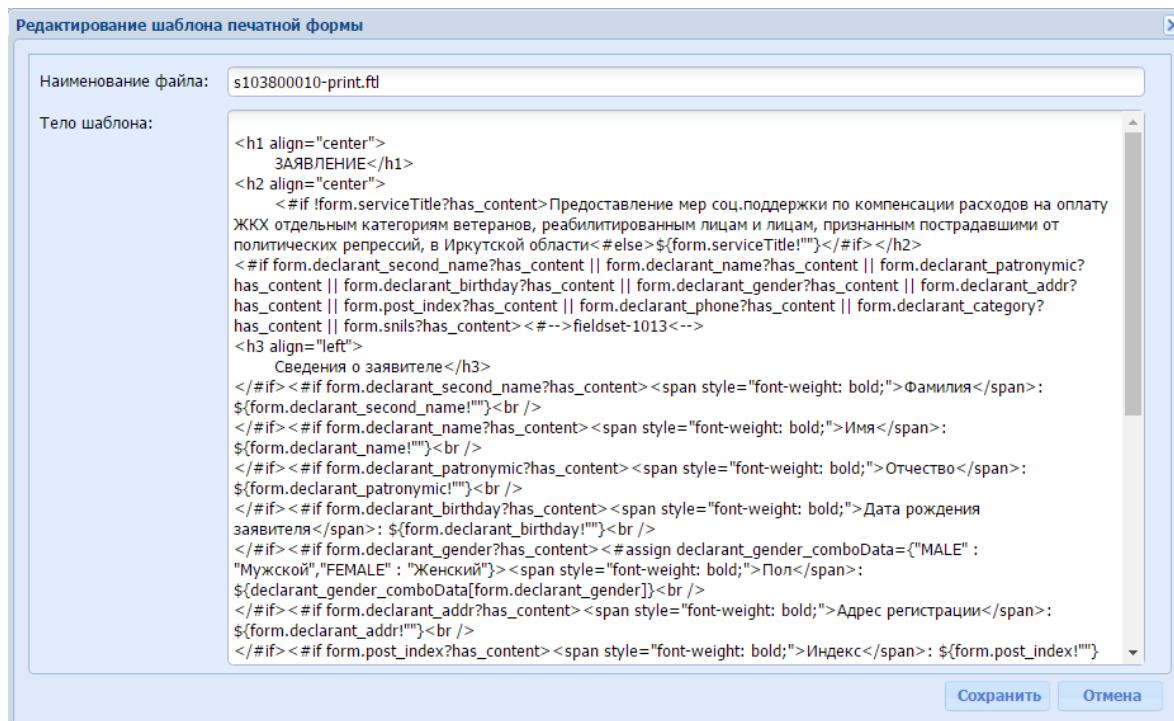 Редактирование шаблона печатной формы
Наименование файла: s103800010-print.ftl
Тело шаблона:
<h1 align="center">
ЗАЯВЛЕНИЕ</h1>
<h2 align="center">
<#if !form.serviceTitle?has_content>Предоставление мер соц.поддержки по компенсации расходов на оплату
ЖКХ отдельным категориям ветеранов, реабилитированным лицам и лицам, признанным пострадавшими от
политических репрессий, в Иркутской области<#else>${form.serviceTitle!""}</#if></h2>
<#if form.declarant_second_name?has_content || form.declarant_name?has_content || form.declarant_patronymic?
has_content || form.declarant_birthday?has_content || form.declarant_gender?has_content || form.declarant_addr?
has_content || form.post_index?has_content || form.declarant_phone?has_content || form.declarant_category?
has_content || form.snils?has_content><#-->fieldset-1013<-->
<h3 align="left">
Сведения о заявителе</h3>
</#if><#if form.declarant_second_name?has_content><span style="font-weight: bold;">Фамилия</span>:
${form.declarant_second_name!""}<br />
</#if><#if form.declarant_name?has_content><span style="font-weight: bold;">Имя</span>:
${form.declarant_name!""}<br />
</#if><#if form.declarant_patronymic?has_content><span style="font-weight: bold;">Отчество</span>:
${form.declarant_patronymic!""}<br />
</#if><#if form.declarant_birthday?has_content><span style="font-weight: bold;">Дата рождения
заявителя</span>: ${form.declarant_birthday!""}<br />
</#if><#if form.declarant_gender?has_content><#assign declarant_gender_comboData={"MALE" :
"Мужской","FEMALE" : "Женский"}><span style="font-weight: bold;">Пол</span>:
${declarant_gender_comboData[form.declarant_gender]}<br />
</#if><#if form.declarant_addr?has_content><span style="font-weight: bold;">Адрес регистрации</span>:
${form.declarant_addr!""}<br />
</#if><#if form.post_index?has_content><span style="font-weight: bold;">Индекс</span>: ${form.post_index!""}
Сохранить Отмена